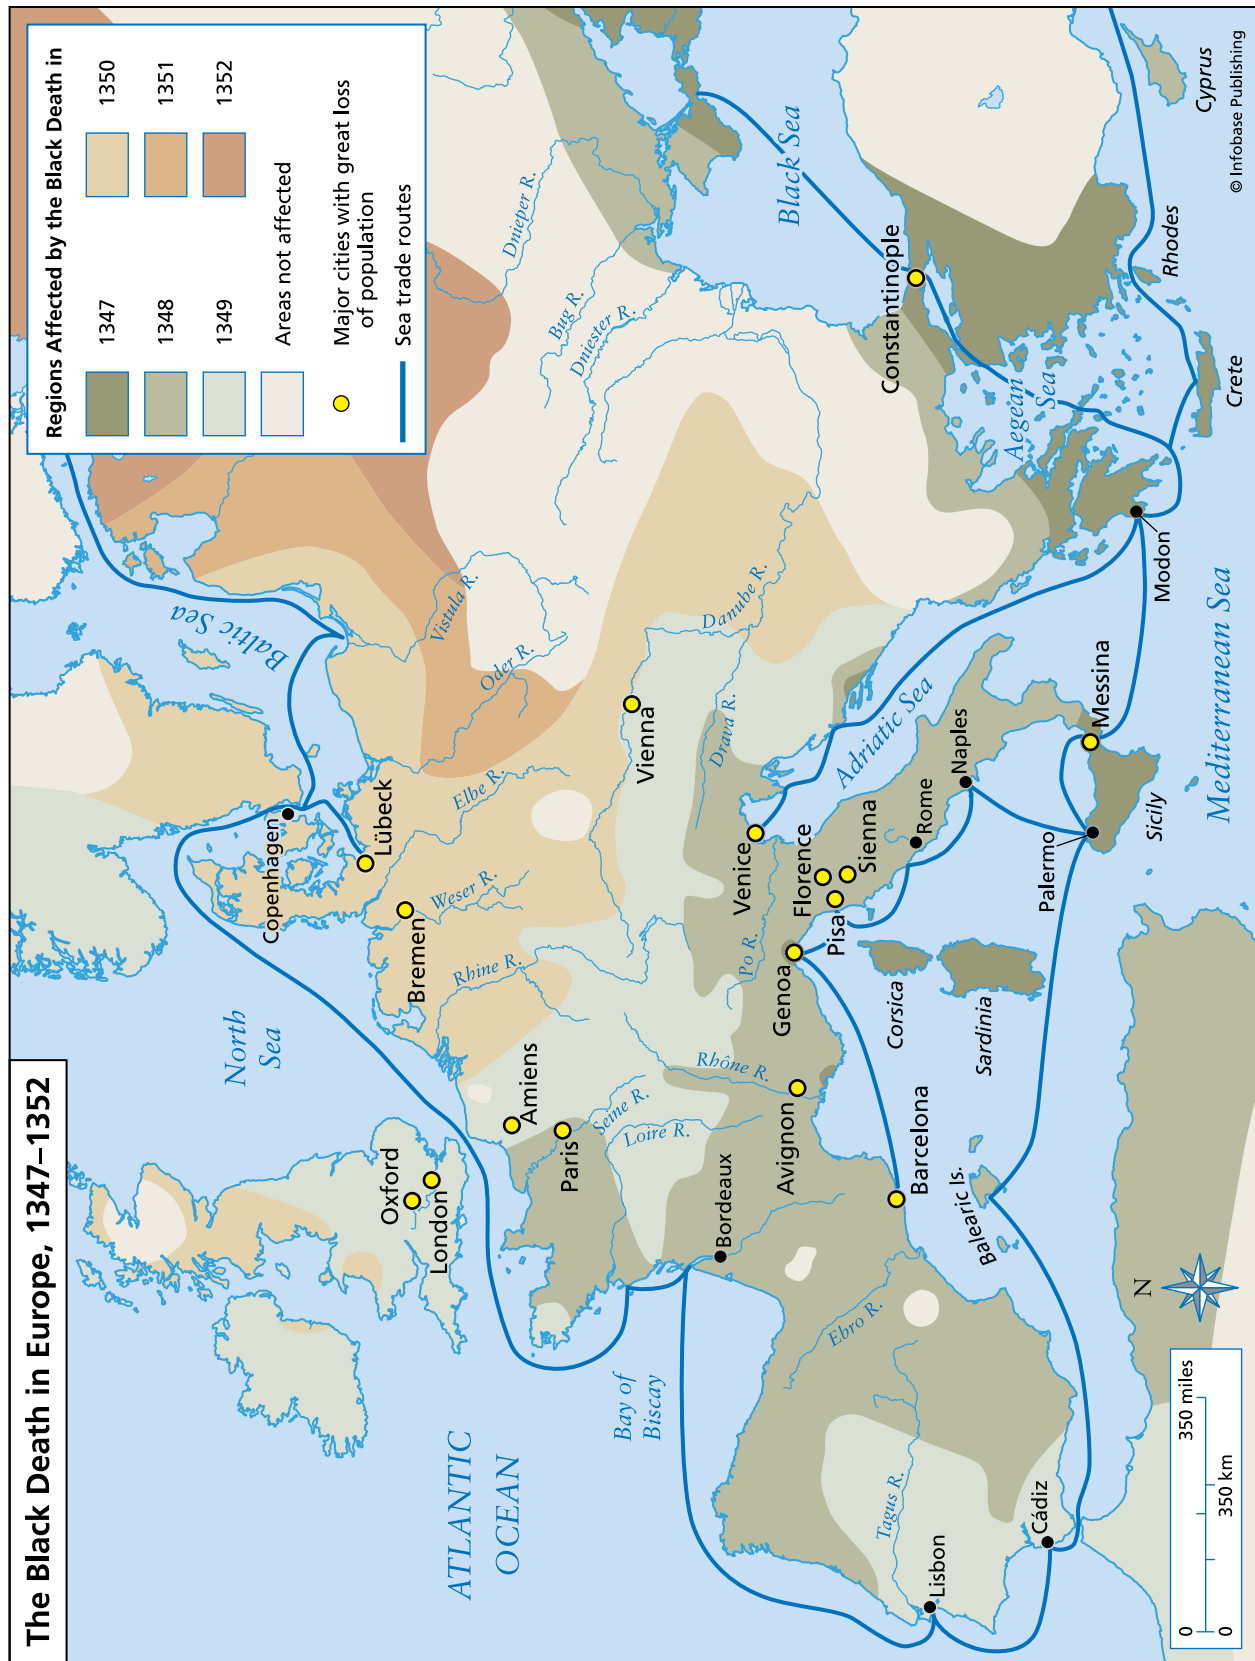 The Black Death in Europe, 1347–1352
Regions Affected by the Black Death in
1347
1348
1349
Areas not affected
1350
1351
1352
Major cities with great loss
of population
Sea trade routes
North
Sea
Baltic Sea
ATLANTIC
OCEAN
Bay of
Biscay
Black Sea
Aegean
Sea
Adriatic Sea
Mediterranean Sea
Copenhagen
Lübeck
Bremen
Oxford
London
Amiens
Paris
Vienna
Bordeaux
Avignon
Genoa
Venice
Florence
Pisa
Sienna
Rome
Naples
Barcelona
Lisbon
Cádiz
Palermo
Messina
Modon
Constantinople
Corsica
Sardinia
Sicily
Balearic Is.
Crete
Rhodes
Cyprus
Vistula R.
Oder R.
Elbe R.
Weser R.
Rhine R.
Seine R.
Loire R.
Rhône R.
Po R.
Drava R.
Danube R.
Dnieper R.
Bug R.
Dniester R.
Ebro R.
Tagus R.
N
0
350 miles
0
350 km
© Infobase Publishing